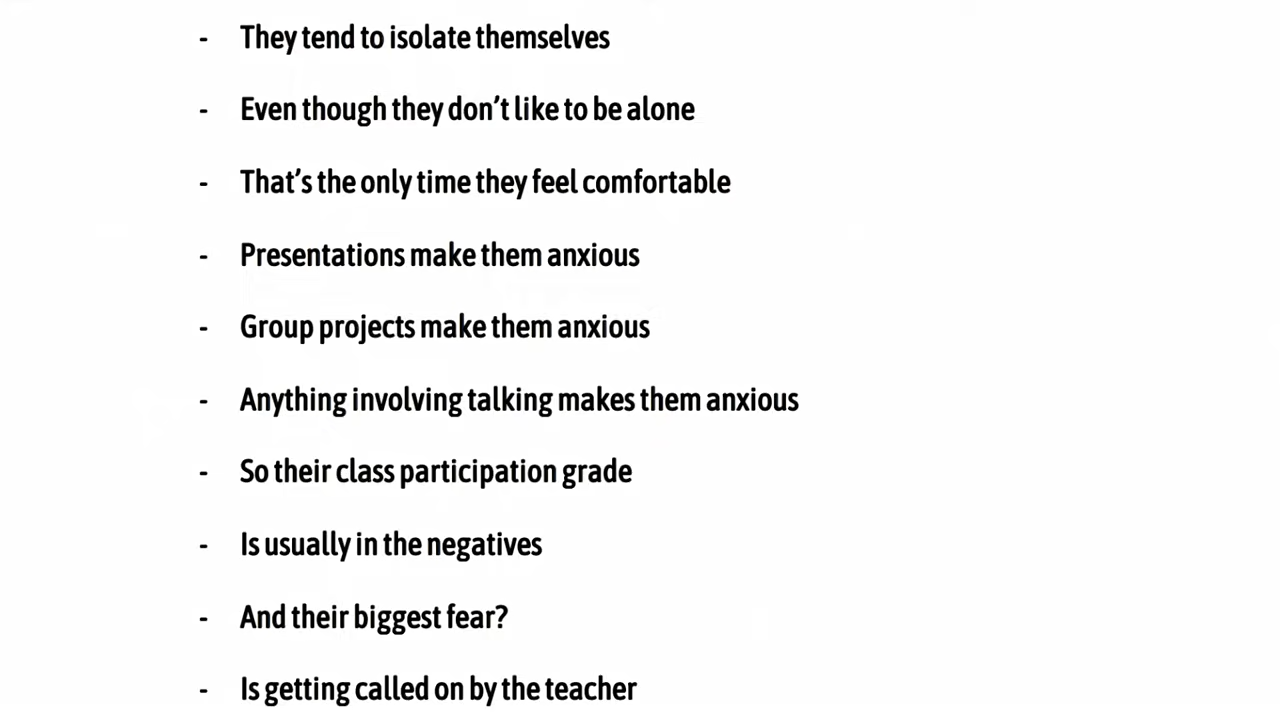 - They tend to isolate themselves
- Even though they don’t like to be alone
- That’s the only time they feel comfortable
- Presentations make them anxious
- Group projects make them anxious
- Anything involving talking makes them anxious
- So their class participation grade
- Is usually in the negatives
- And their biggest fear?
- Is getting called on by the teacher